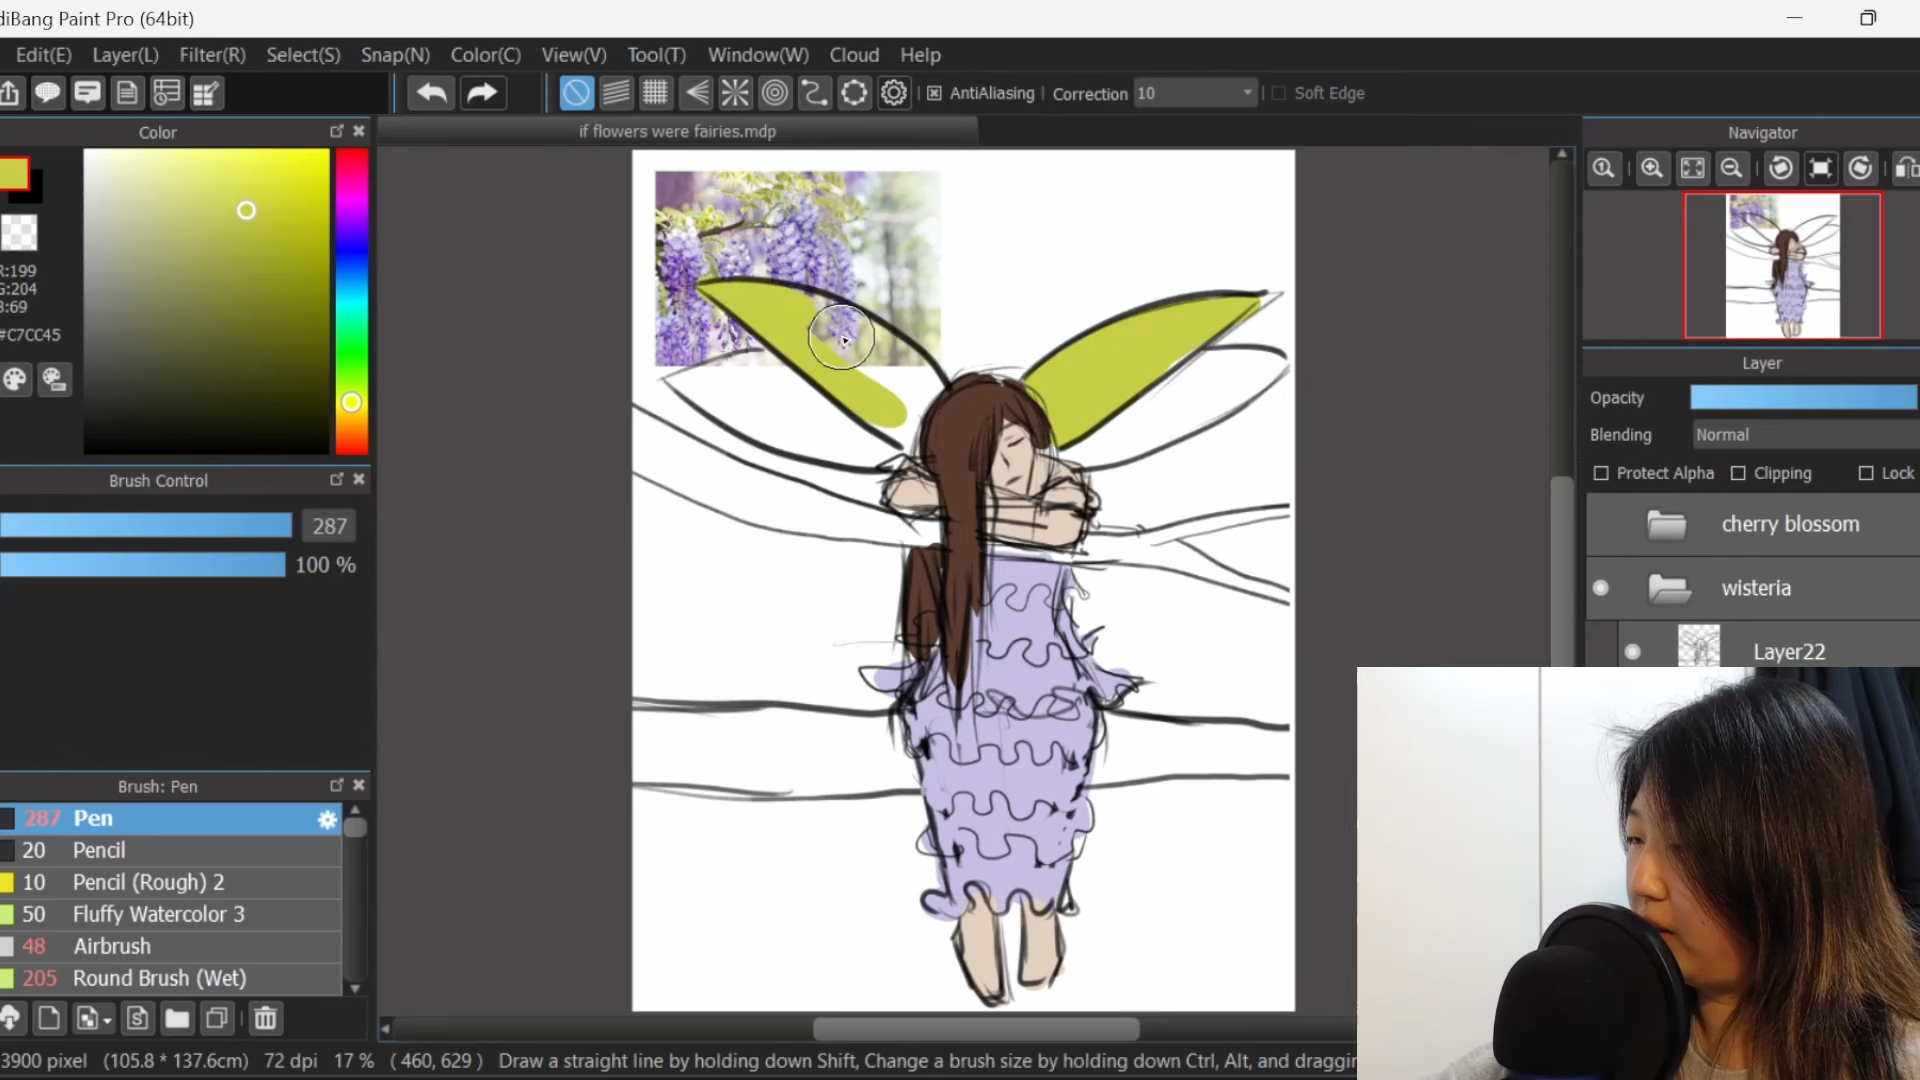 diBang Paint Pro (64bit)
Edit(E) Layer(L) Filter(R) Select(S) Snap(N) Color(C) View(V) Tool(T) Window(W) Cloud Help
AntiAliasing Correction 10 Soft Edge
Color
if flowers were fairies.mdp
Navigator
R:199
G:204
B:69
#C7CC45
Layer
Opacity
Blending Normal
Protect Alpha Clipping Lock
cherry blossom
wisteria
Layer22
Brush Control
287
100 %
Brush: Pen
287 Pen
20 Pencil
10 Pencil (Rough) 2
50 Fluffy Watercolor 3
48 Airbrush
205 Round Brush (Wet)
3900 pixel (105.8 * 137.6cm) 72 dpi 17 % ( 460, 629 ) Draw a straight line by holding down Shift, Change a brush size by holding down Ctrl, Alt, and draggin